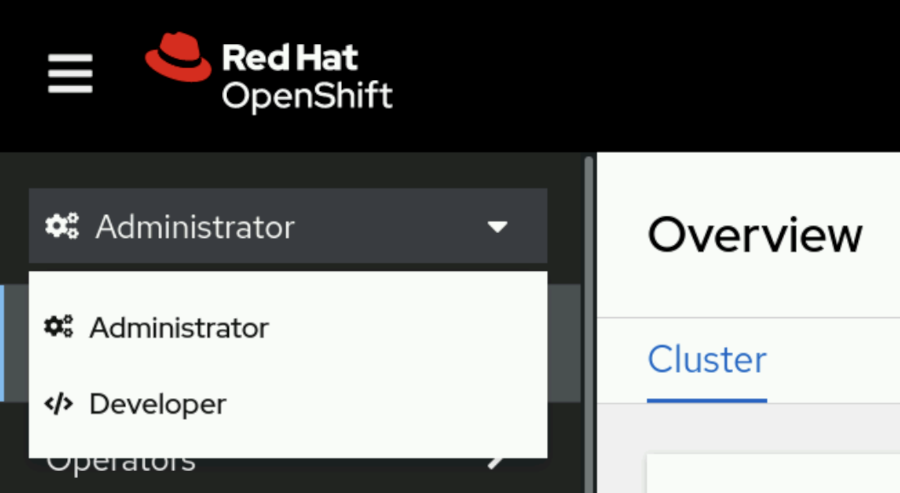 Red Hat
OpenShift
Administrator
Overview
Administrator
Cluster
Developer
Operators